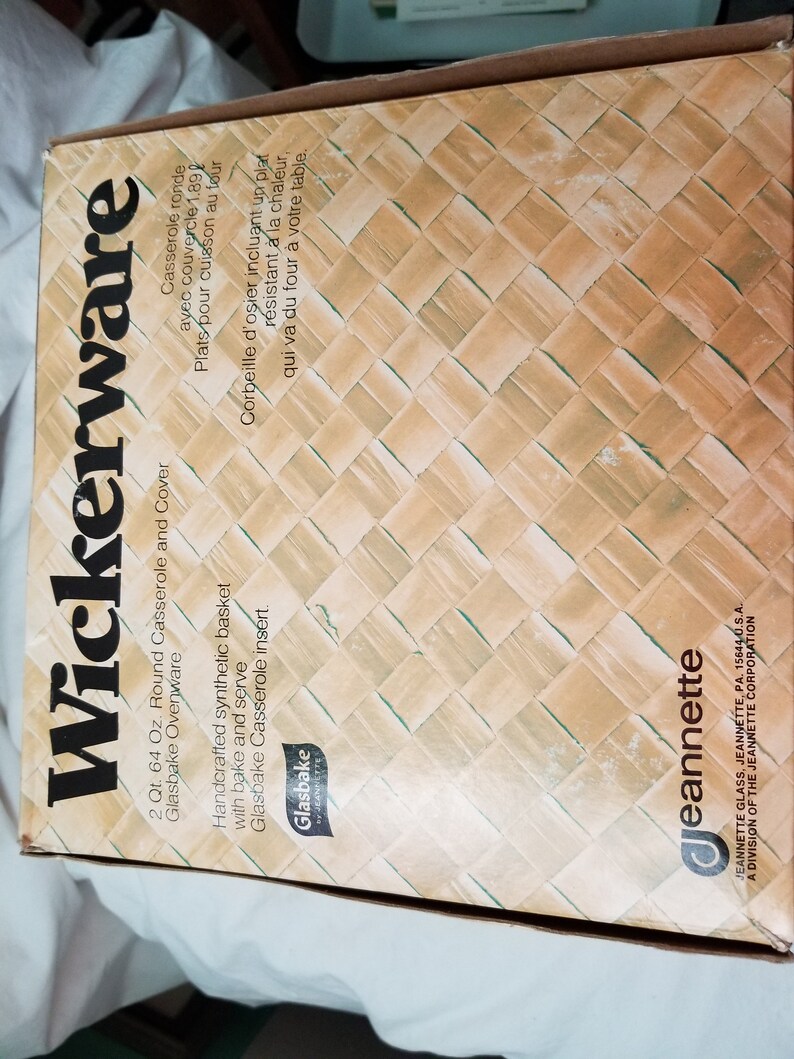 Wickerware
2 Qt. 64 Oz. Round Casserole and Cover
Glasbake Ovenware
Handcrafted synthetic basket
with bake and serve
Glasbake Casserole insert.
Glasbake
BY JEANNETTE
Casserole ronde
avec couvercle 1.89 ℓ
Plats pour cuisson au four
Corbeille d'osier incluant un plat
résistant à la chaleur,
qui va du four à votre table.
Jeannette
JEANNETTE GLASS, JEANNETTE, PA. 15644 U.S.A.
A DIVISION OF THE JEANNETTE CORPORATION